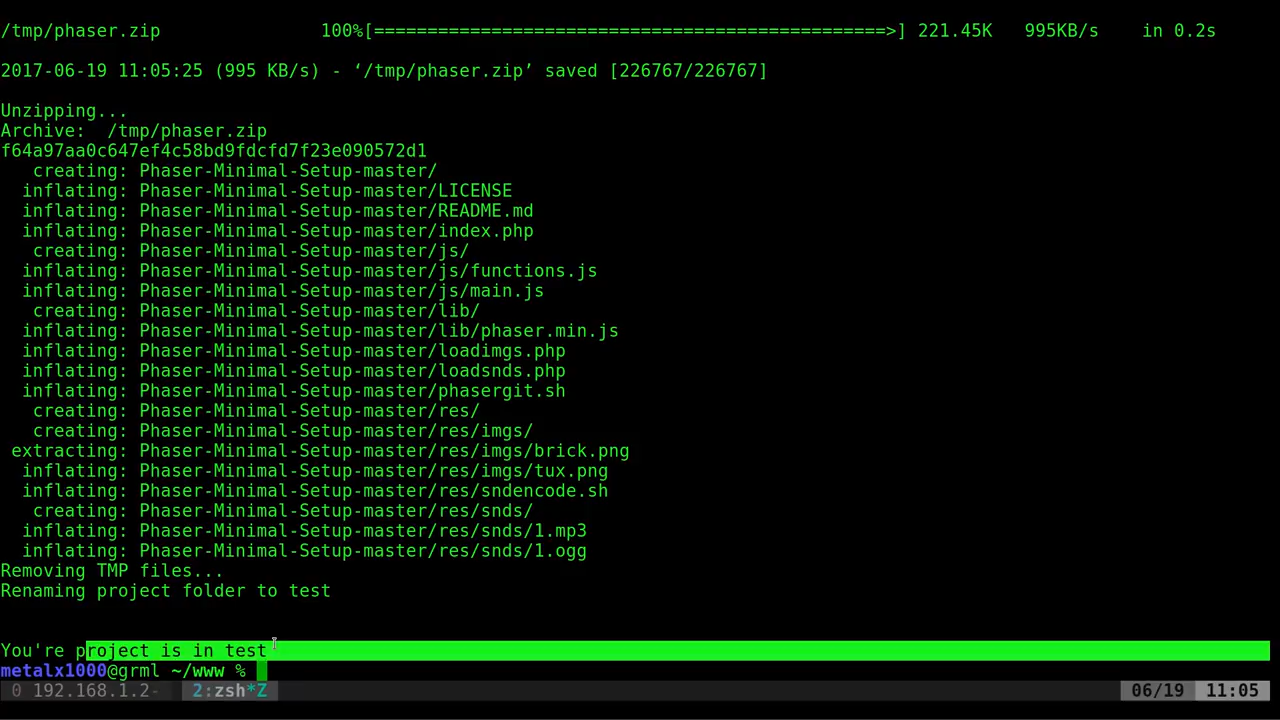 /tmp/phaser.zip 100%[================================================>] 221.45K 995KB/s in 0.2s
2017-06-19 11:05:25 (995 KB/s) - ‘/tmp/phaser.zip’ saved [226767/226767]
Unzipping...
Archive: /tmp/phaser.zip
f64a97aa0c647ef4c58bd9fdcfd7f23e090572d1
creating: Phaser-Minimal-Setup-master/
inflating: Phaser-Minimal-Setup-master/LICENSE
inflating: Phaser-Minimal-Setup-master/README.md
inflating: Phaser-Minimal-Setup-master/index.php
creating: Phaser-Minimal-Setup-master/js/
inflating: Phaser-Minimal-Setup-master/js/functions.js
inflating: Phaser-Minimal-Setup-master/js/main.js
creating: Phaser-Minimal-Setup-master/lib/
inflating: Phaser-Minimal-Setup-master/lib/phaser.min.js
inflating: Phaser-Minimal-Setup-master/loadimgs.php
inflating: Phaser-Minimal-Setup-master/loadsnds.php
inflating: Phaser-Minimal-Setup-master/phasergit.sh
creating: Phaser-Minimal-Setup-master/res/
creating: Phaser-Minimal-Setup-master/res/imgs/
extracting: Phaser-Minimal-Setup-master/res/imgs/brick.png
inflating: Phaser-Minimal-Setup-master/res/imgs/tux.png
inflating: Phaser-Minimal-Setup-master/res/sndencode.sh
creating: Phaser-Minimal-Setup-master/res/snds/
inflating: Phaser-Minimal-Setup-master/res/snds/1.mp3
inflating: Phaser-Minimal-Setup-master/res/snds/1.ogg
Removing TMP files...
Renaming project folder to test
You're project is in test
metalx1000@grml ~/www %
0 192.168.1.2- 2:zsh*Z 06/19 11:05